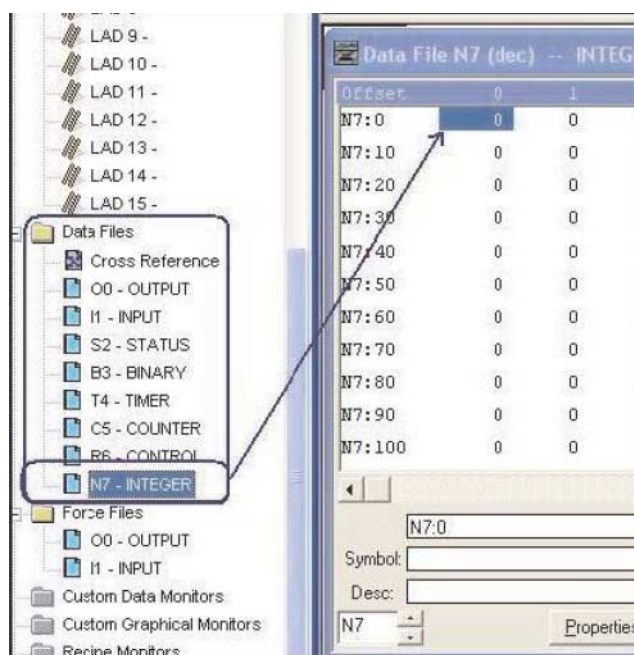 LAD 9 -
LAD 10 -
LAD 11 -
LAD 12 -
LAD 13 -
LAD 14 -
LAD 15 -
Data Files
Cross Reference
O0 - OUTPUT
I1 - INPUT
S2 - STATUS
B3 - BINARY
T4 - TIMER
C5 - COUNTER
R6 - CONTROL
N7 - INTEGER
Force Files
O0 - OUTPUT
I1 - INPUT
Custom Data Monitors
Custom Graphical Monitors
Recipe Monitors
Data File N7 (dec) -- INTEG
Offset 0 1
N7:0 0 0
N7:10 0 0
N7:20 0 0
N7:30 0 0
N7:40 0 0
N7:50 0 0
N7:60 0 0
N7:70 0 0
N7:80 0 0
N7:90 0 0
N7:100 0 0
N7:0
Symbol:
Desc:
N7
Properties